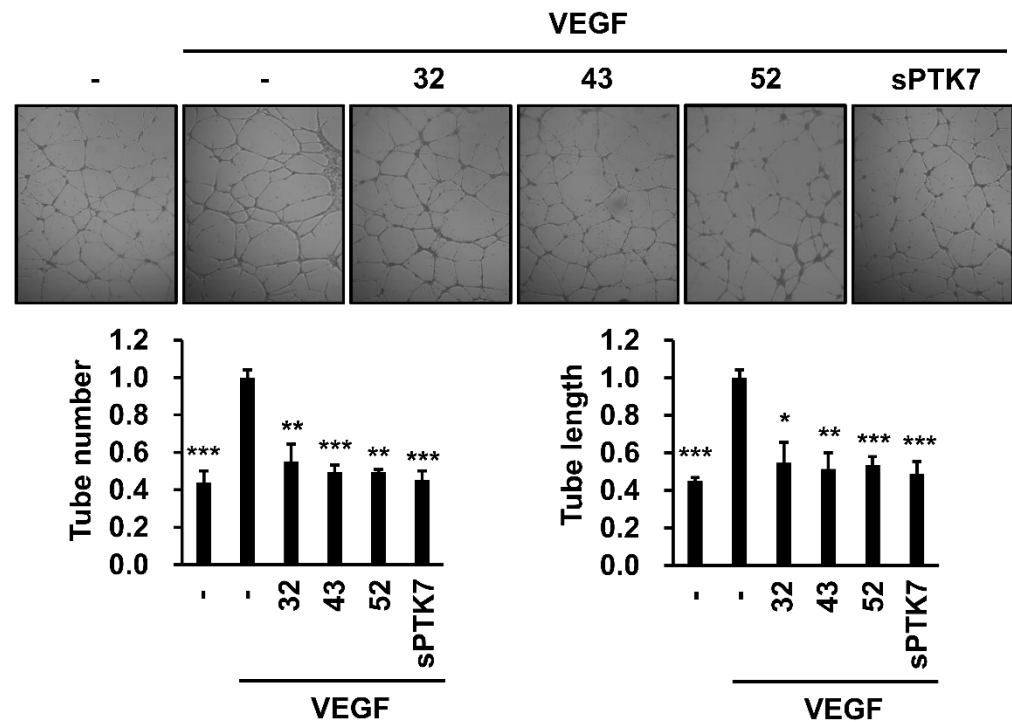 VEGF
- - 32 43 52 sPTK7
Tube number
1.2
1.0
0.8
0.6
0.4
0.2
0.0
*** ** *** ** ***
- - 32 43 52 sPTK7
VEGF
Tube length
1.2
1.0
0.8
0.6
0.4
0.2
0.0
*** * ** *** ***
- - 32 43 52 sPTK7
VEGF